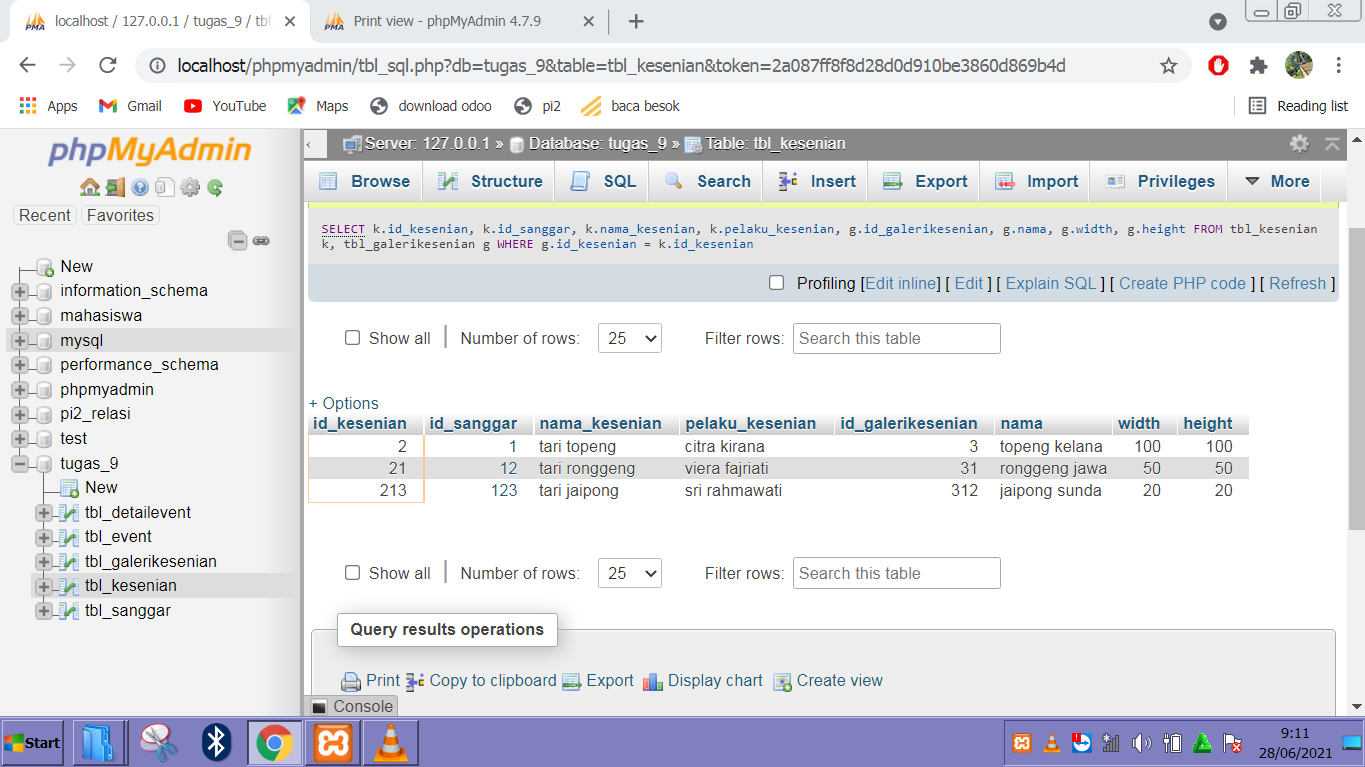 localhost / 127.0.0.1 / tugas_9 / tbl
Print view - phpMyAdmin 4.7.9
localhost/phpmyadmin/tbl_sql.php?db=tugas_9&table=tbl_kesenian&token=2a087ff8f8d28d0d910be3860d869b4d
Apps Gmail YouTube Maps download odoo pi2 baca besok Reading list
phpMyAdmin
Recent Favorites
New
information_schema
mahasiswa
mysql
performance_schema
phpmyadmin
pi2_relasi
test
tugas_9
New
tbl_detailevent
tbl_event
tbl_galerikesenian
tbl_kesenian
tbl_sanggar
Server: 127.0.0.1 » Database: tugas_9 » Table: tbl_kesenian
Browse Structure SQL Search Insert Export Import Privileges More
SELECT k.id_kesenian, k.id_sanggar, k.nama_kesenian, k.pelaku_kesenian, g.id_galerikesenian, g.nama, g.width, g.height FROM tbl_kesenian
k, tbl_galerikesenian g WHERE g.id_kesenian = k.id_kesenian
Profiling [Edit inline] [ Edit ] [ Explain SQL ] [ Create PHP code ] [ Refresh ]
Show all | Number of rows: 25 Filter rows: Search this table
+ Options
id_kesenian id_sanggar nama_kesenian pelaku_kesenian id_galerikesenian nama width height
2 1 tari topeng citra kirana 3 topeng kelana 100 100
21 12 tari ronggeng viera fajriati 31 ronggeng jawa 50 50
213 123 tari jaipong sri rahmawati 312 jaipong sunda 20 20
Show all | Number of rows: 25 Filter rows: Search this table
Query results operations
Print Copy to clipboard Export Display chart Create view
Console
Start
9:11
28/06/2021